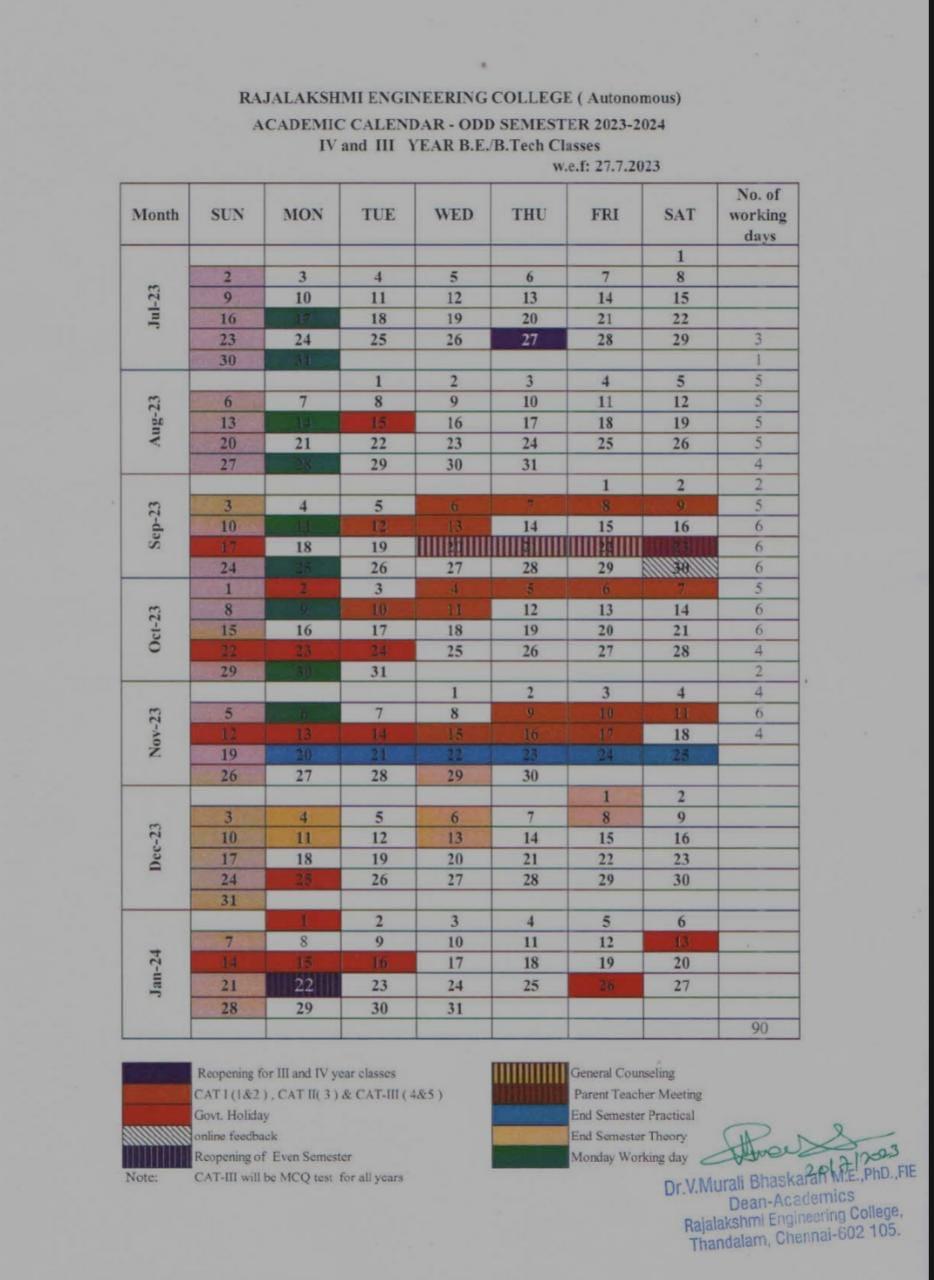 RAJALAKSHMI ENGINEERING COLLEGE ( Autonomous)
ACADEMIC CALENDAR - ODD SEMESTER 2023-2024
IV and III YEAR B.E./B.Tech Classes
w.e.f: 27.7.2023
Month SUN MON TUE WED THU FRI SAT No. of working days
Jul-23
1
2 3 4 5 6 7 8
9 10 11 12 13 14 15
16 17 18 19 20 21 22
23 24 25 26 27 28 29 3
30 31 1
Aug-23
1 2 3 4 5 5
6 7 8 9 10 11 12 5
13 14 15 16 17 18 19 5
20 21 22 23 24 25 26 5
27 28 29 30 31 4
Sep-23
1 2 2
3 4 5 6 7 8 9 5
10 11 12 13 14 15 16 6
17 18 19 20 21 22 23 6
24 25 26 27 28 29 30 6
Oct-23
1 2 3 4 5 6 7 5
8 9 10 11 12 13 14 6
15 16 17 18 19 20 21 6
22 23 24 25 26 27 28 4
29 30 31 2
Nov-23
1 2 3 4 4
5 6 7 8 9 10 11 6
12 13 14 15 16 17 18 4
19 20 21 22 23 24 25
26 27 28 29 30
Dec-23
1 2
3 4 5 6 7 8 9
10 11 12 13 14 15 16
17 18 19 20 21 22 23
24 25 26 27 28 29 30
31
Jan-24
1 2 3 4 5 6
7 8 9 10 11 12 13
14 15 16 17 18 19 20
21 22 23 24 25 26 27
28 29 30 31
90
Reopening for III and IV year classes
CAT I (1&2) , CAT II( 3 ) & CAT-III ( 4&5 )
Govt. Holiday
online feedback
Reopening of Even Semester
Note: CAT-III will be MCQ test for all years
General Counseling
Parent Teacher Meeting
End Semester Practical
End Semester Theory
Monday Working day
20/7/2023
Dr.V.Murali Bhaskaran M.E.,PhD.,FIE
Dean-Academics
Rajalakshmi Engineering College,
Thandalam, Chennai-602 105.